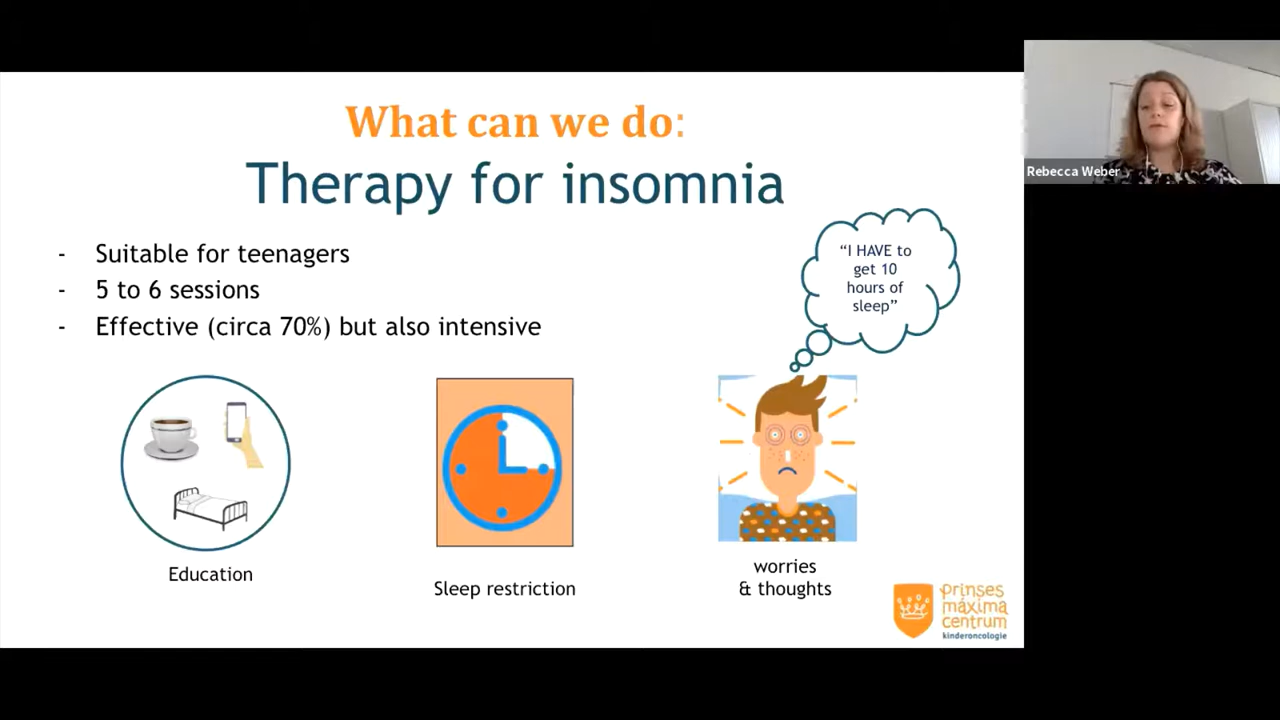 What can we do:
Therapy for insomnia
- Suitable for teenagers
- 5 to 6 sessions
- Effective (circa 70%) but also intensive
“I HAVE to
get 10
hours of
sleep”
Education
Sleep restriction
worries
& thoughts
prinses
máxima
centrum
kinderoncologie
Rebecca Weber